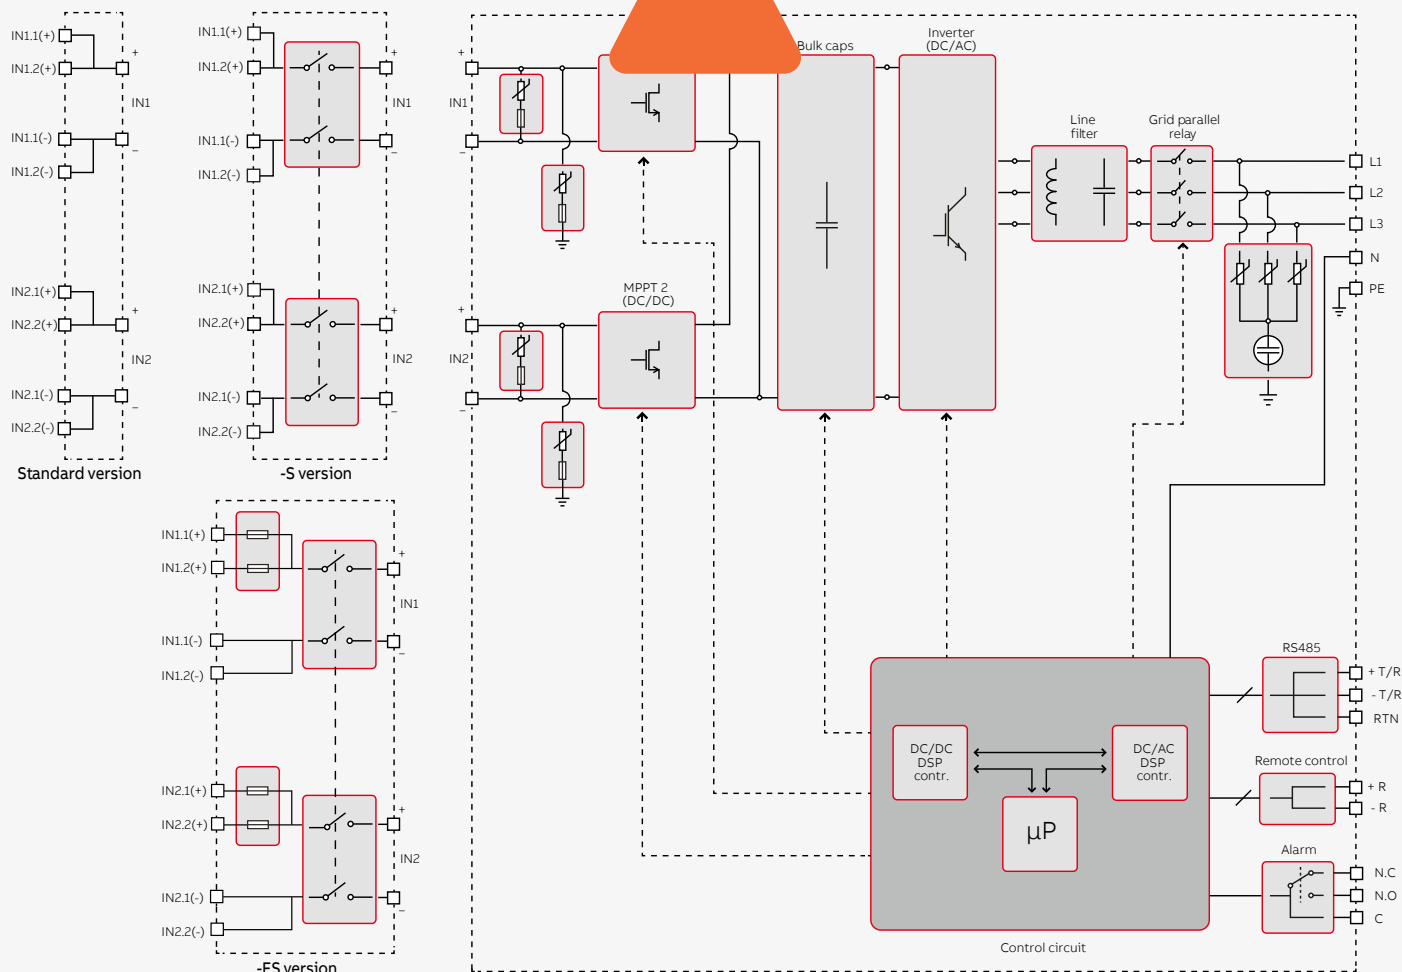 IN1.1(+)
IN1.2(+)
+
IN1
IN1.1(-)
IN1.2(-)
–
IN2.1(+)
IN2.2(+)
+
IN2
IN2.1(-)
IN2.2(-)
–
Standard version
IN1.1(+)
IN1.2(+)
+
IN1
IN1.1(-)
IN1.2(-)
–
IN2.1(+)
IN2.2(+)
+
IN2
IN2.1(-)
IN2.2(-)
–
-S version
IN1.1(+)
IN1.2(+)
+
IN1
IN1.1(-)
IN1.2(-)
–
IN2.1(+)
IN2.2(+)
+
IN2
IN2.1(-)
IN2.2(-)
–
-FS version
+
IN1
–
+
IN2
–
MPPT 2
(DC/DC)
Bulk caps
Inverter
(DC/AC)
Line
filter
Grid parallel
relay
L1
L2
L3
N
PE
DC/DC
DSP
contr.
DC/AC
DSP
contr.
µP
Control circuit
RS485
+ T/R
- T/R
RTN
Remote control
+ R
- R
Alarm
N.C
N.O
C